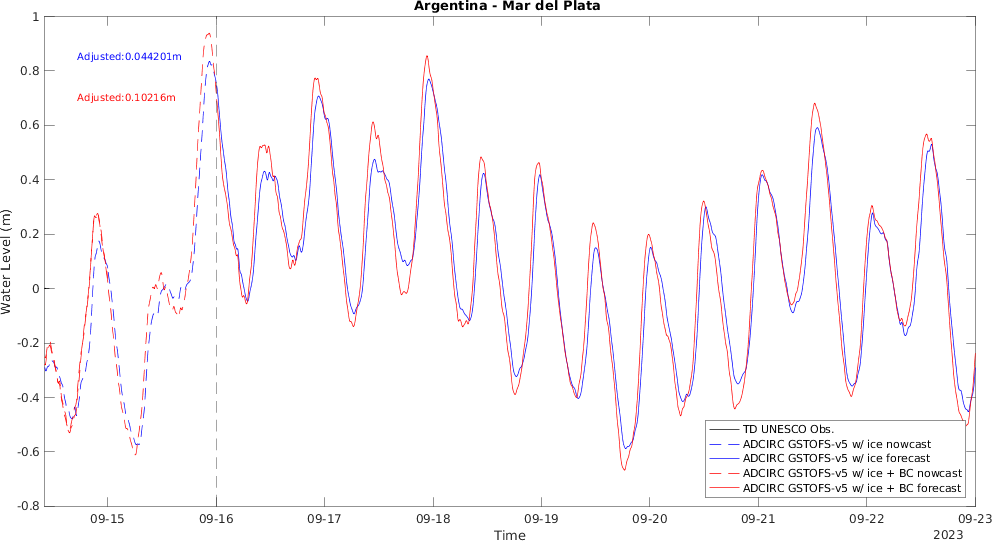 Argentina - Mar del Plata
Adjusted:0.044201m
Adjusted:0.10216m
Water Level (m)
1
0.8
0.6
0.4
0.2
0
-0.2
-0.4
-0.6
-0.8
TD UNESCO Obs.
ADCIRC GSTOFS-v5 w/ ice nowcast
ADCIRC GSTOFS-v5 w/ ice forecast
ADCIRC GSTOFS-v5 w/ ice + BC nowcast
ADCIRC GSTOFS-v5 w/ ice + BC forecast
09-15 09-16 09-17 09-18 09-19 09-20 09-21 09-22 09-23
Time
2023